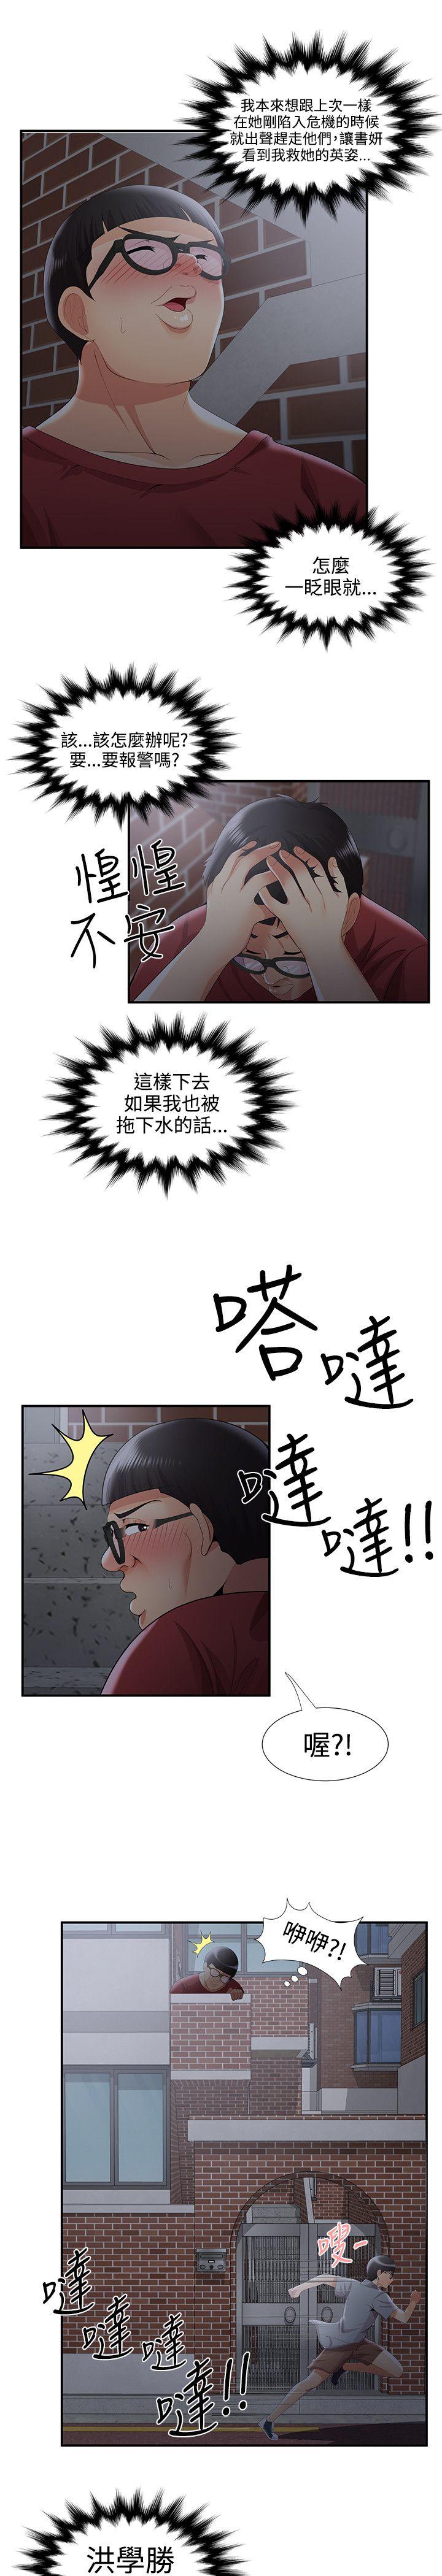 我本來想跟上次一樣
在她剛陷入危機的時候
就出聲趕走他們，讓書妍
看到我救她的英姿...
怎麼
一眨眼就...
該...該怎麼辦呢?
要...要報警嗎?
惶惶
不安
這樣下去
如果我也被
拖下水的話...
嗒
噠
噠
噠!!
喔?!
咿咿?!
嗖~
噠
噠
噠
噠!!
洪學勝